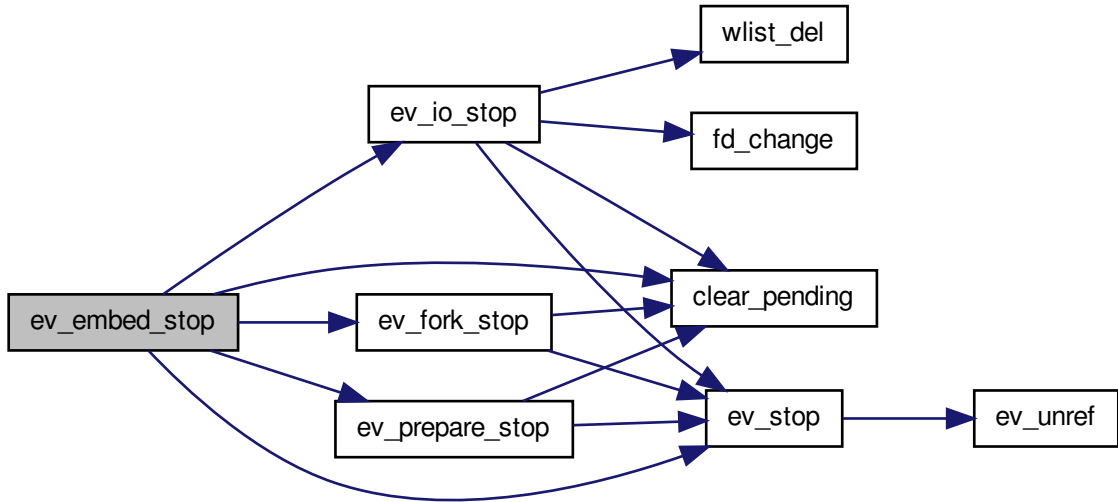 wlist_del
ev_io_stop
fd_change
clear_pending
ev_embed_stop
ev_fork_stop
ev_prepare_stop
ev_stop
ev_unref